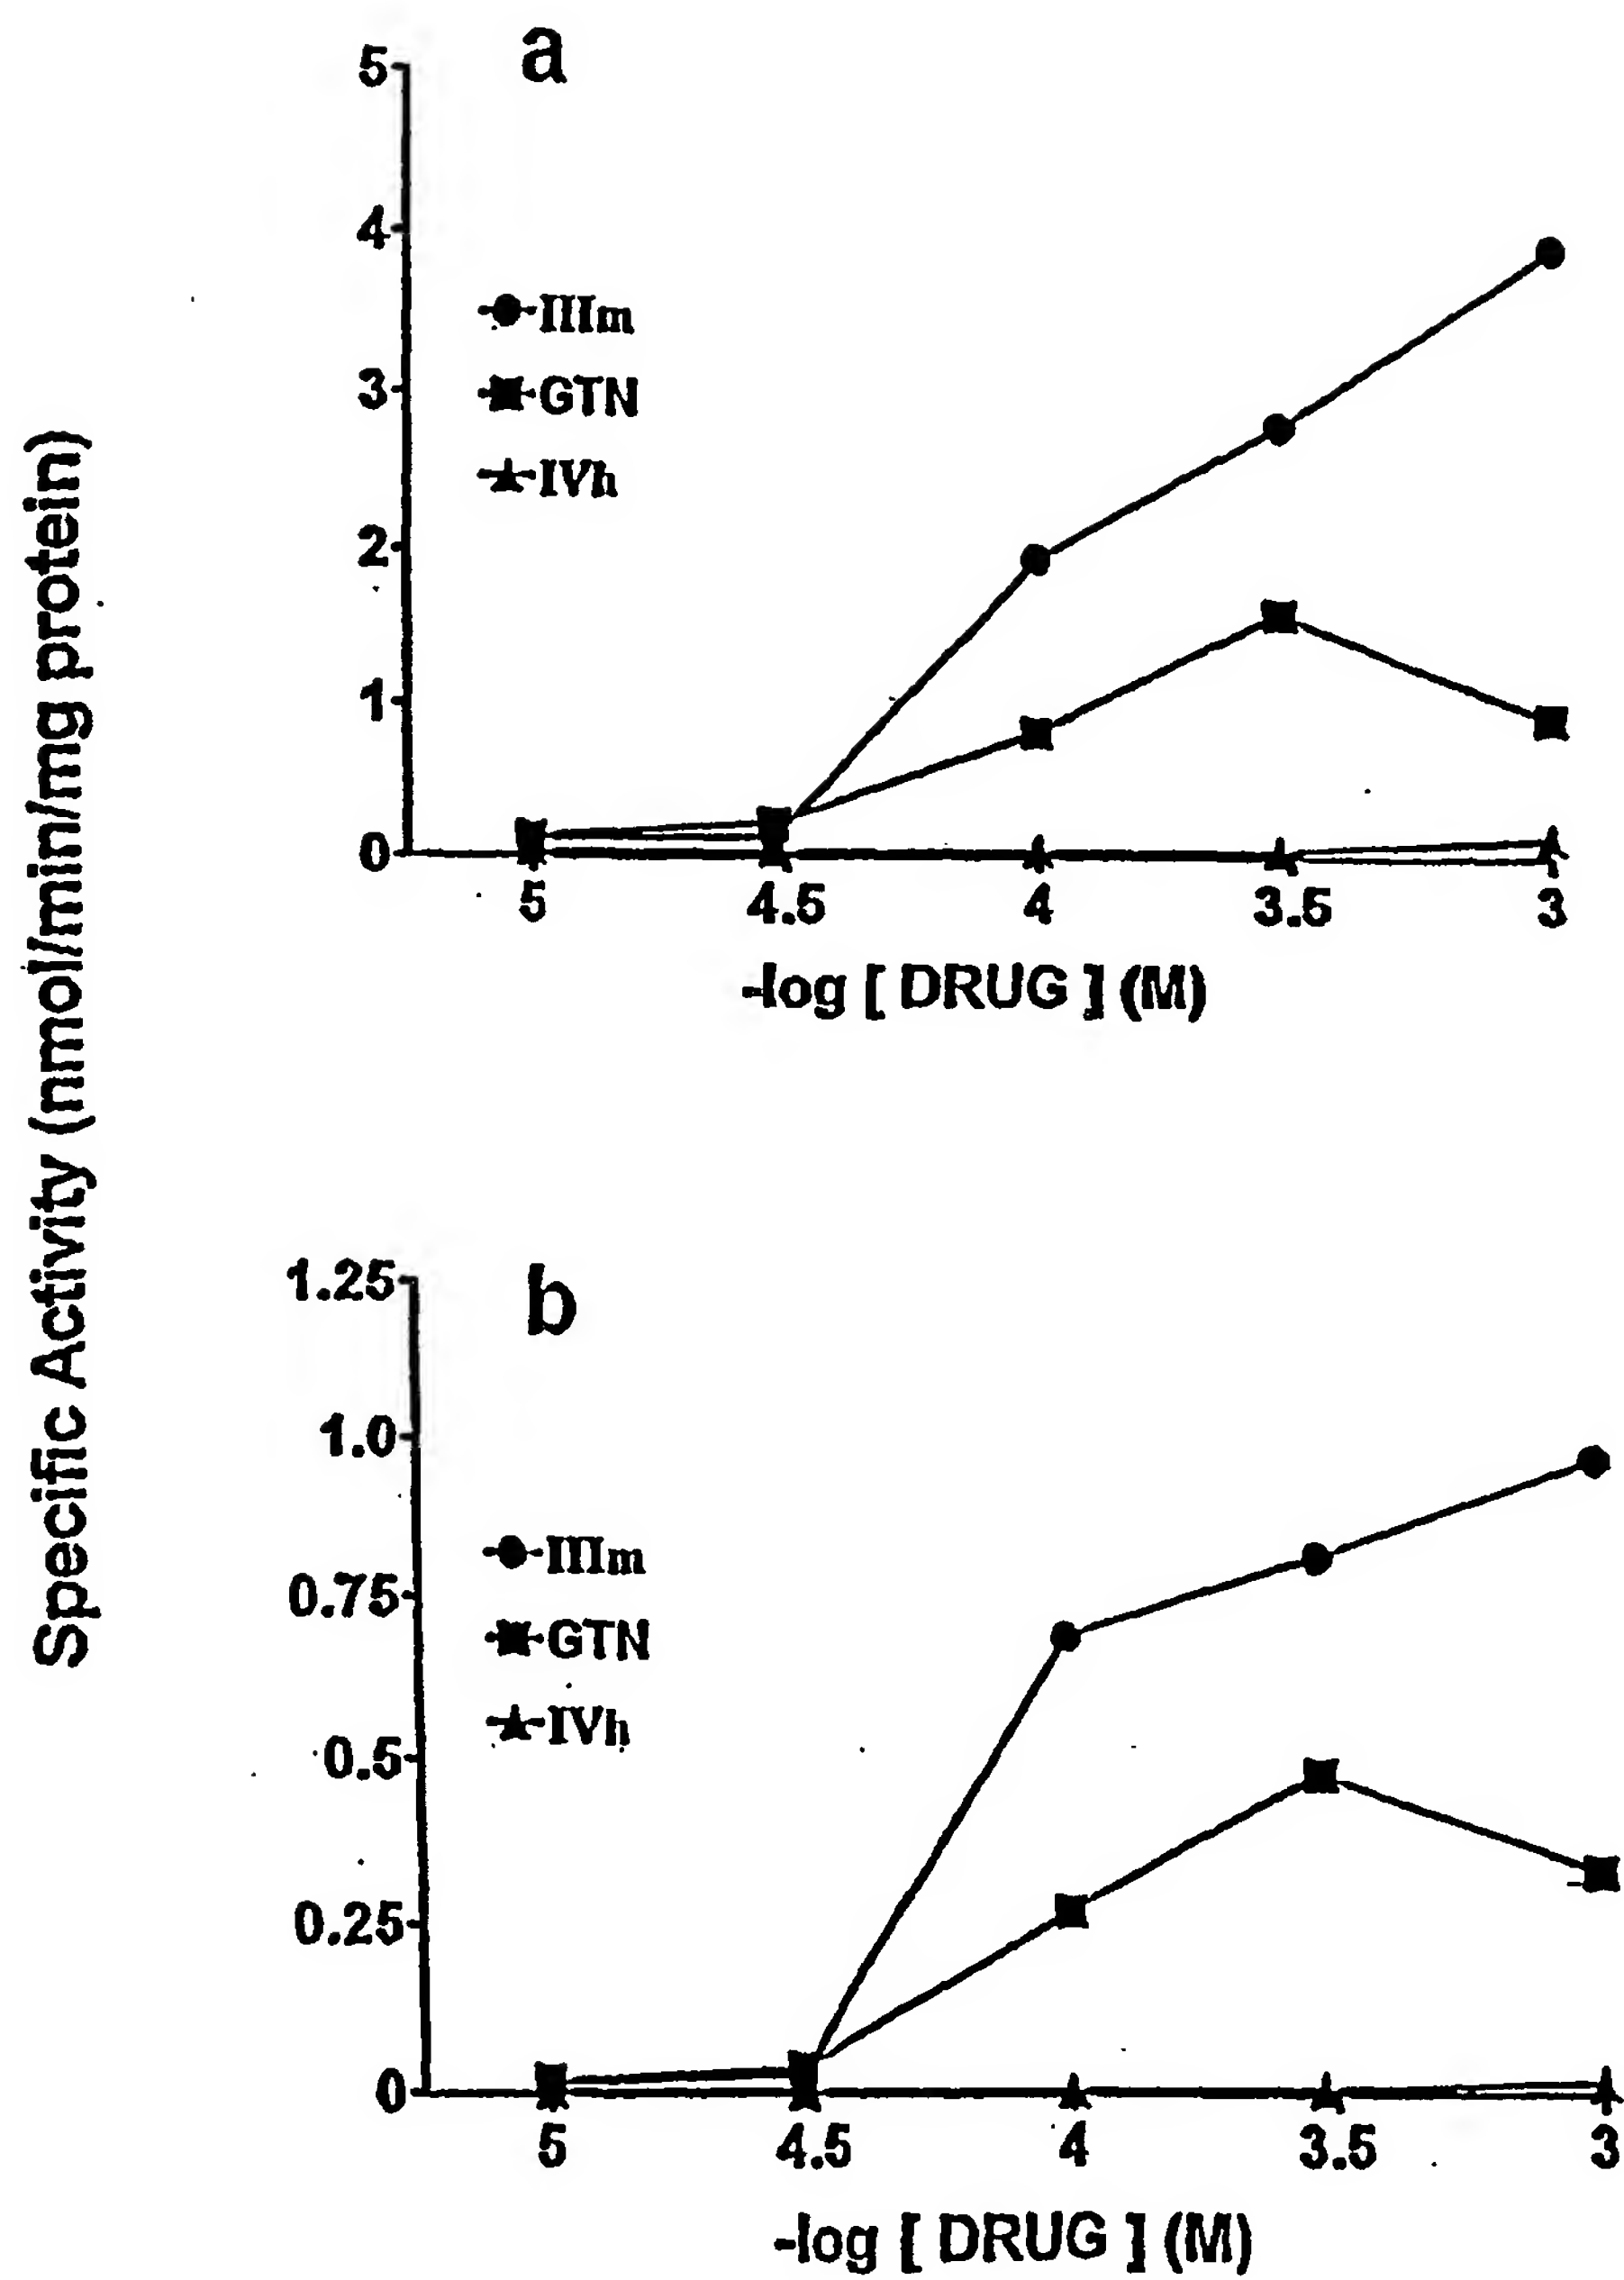 Specific Activity (nmol/min/mg protein)
a
5
4
3
2
1
0
IIIm
GTN
IVh
5 4.5 4 3.5 3
-log [ DRUG ] (M)
b
1.25
1.0
0.75
0.5
0.25
0
IIIm
GTN
IVh
5 4.5 4 3.5 3
-log [ DRUG ] (M)